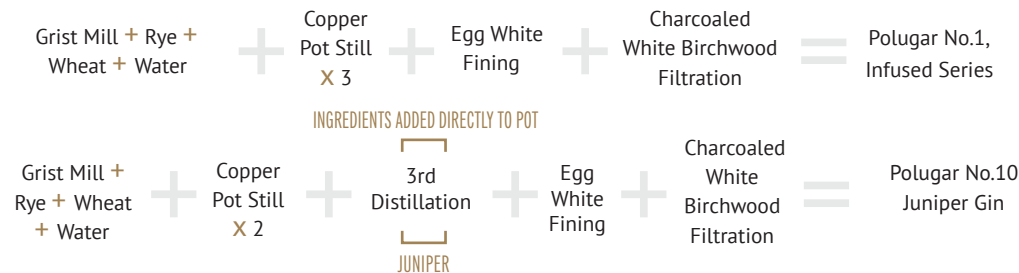 Grist Mill + Rye +
Wheat + Water
+
Copper
Pot Still
X 3
+
Egg White
Fining
+
Charcoaled
White Birchwood
Filtration
=
Polugar No.1,
Infused Series
INGREDIENTS ADDED DIRECTLY TO POT
Grist Mill +
Rye + Wheat
+ Water
+
Copper
Pot Still
X 2
+
3rd
Distillation
JUNIPER
+
Egg
White
Fining
+
Charcoaled
White
Birchwood
Filtration
=
Polugar No.10
Juniper Gin